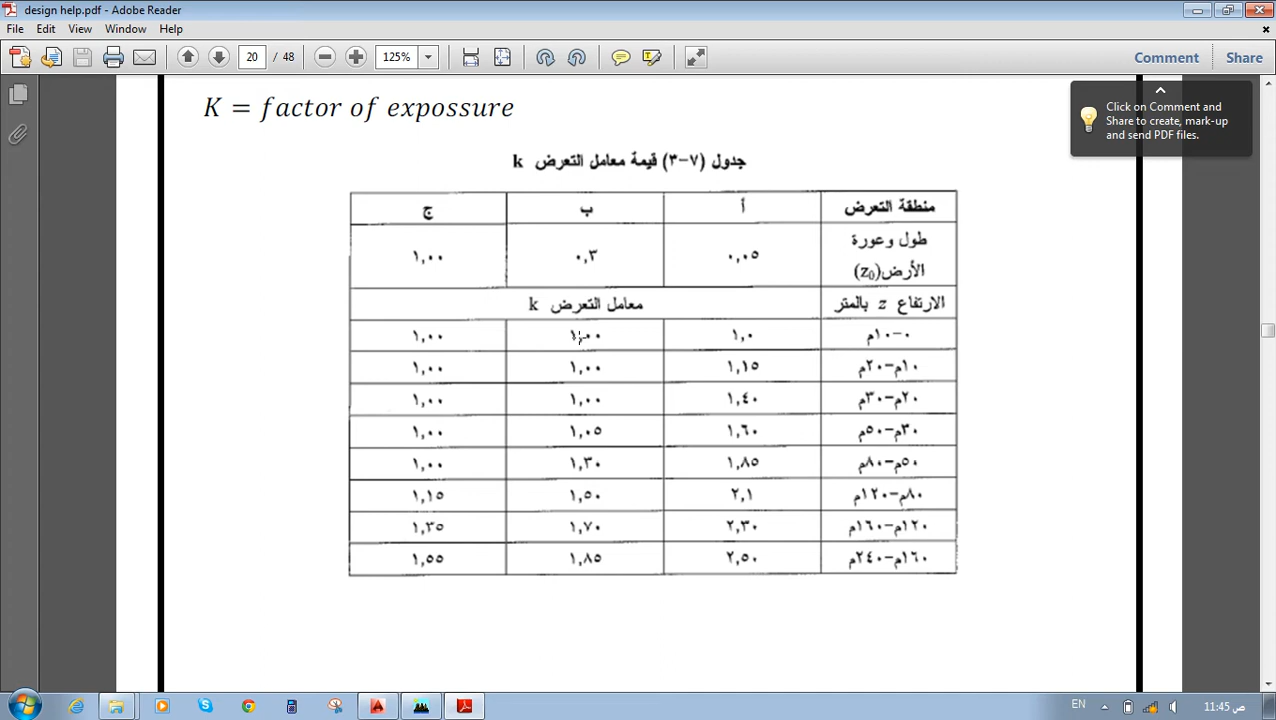 design help.pdf - Adobe Reader
File Edit View Window Help
20 / 48 125% Comment Share
Click on Comment and
Share to create, mark-up
and send PDF files.
K = factor of expossure
جدول (٧-٣) قيمة معامل التعرض k
منطقة التعرض أ ب ج
طول وعورة
الأرض(z0) ٠,٠٥ ٠,٣ ١,٠٠
الارتفاع z بالمتر معامل التعرض k
٠-١٠م ١,٠ ١,٠٠ ١,٠٠
١٠م-٢٠م ١,١٥ ١,٠٠ ١,٠٠
٢٠م-٣٠م ١,٤٠ ١,٠٠ ١,٠٠
٣٠م-٥٠م ١,٦٠ ١,٠٥ ١,٠٠
٥٠م-٨٠م ١,٨٥ ١,٣٠ ١,٠٠
٨٠م-١٢٠م ٢,١ ١,٥٠ ١,١٥
١٢٠م-١٦٠م ٢,٣٠ ١,٧٠ ١,٣٥
١٦٠م-٢٤٠م ٢,٥٠ ١,٨٥ ١,٥٥
EN 11:45 ص